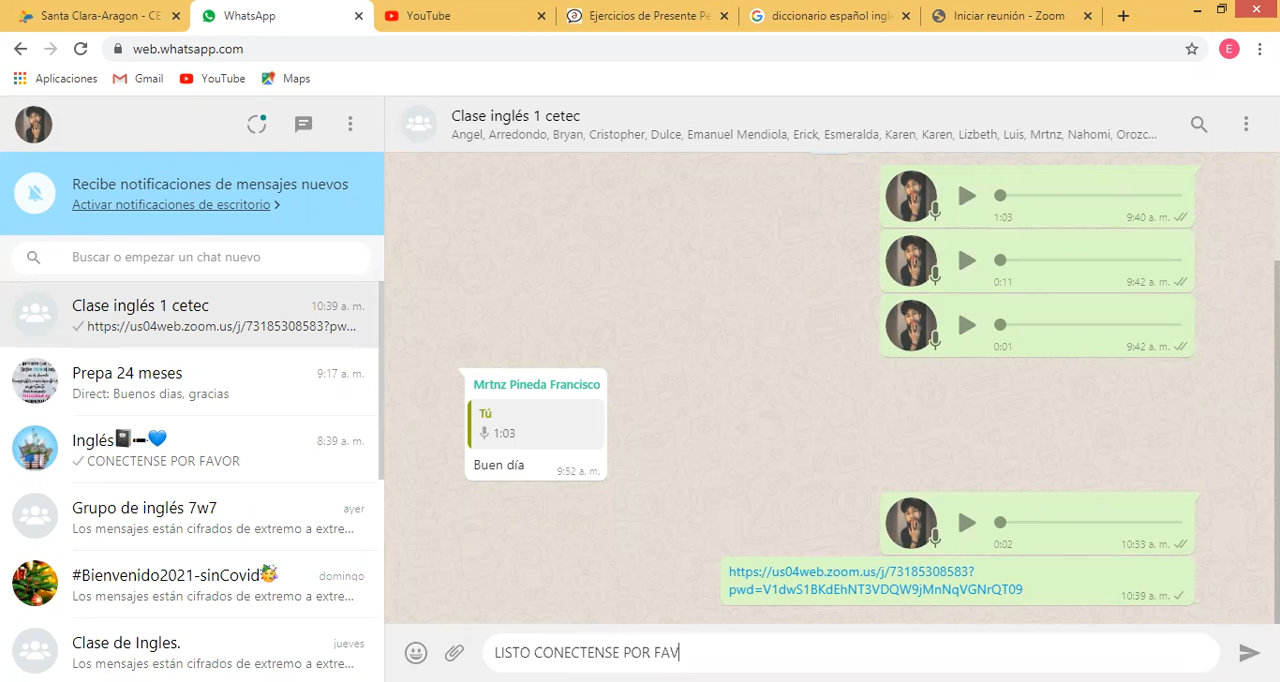 Santa Clara-Aragon - CE
WhatsApp
YouTube
Ejercicios de Presente Pe
diccionario español ingle
Iniciar reunión - Zoom
web.whatsapp.com
E
Aplicaciones
Gmail
YouTube
Maps
Clase inglés 1 cetec
Angel, Arredondo, Bryan, Cristopher, Dulce, Emanuel Mendiola, Erick, Esmeralda, Karen, Karen, Lizbeth, Luis, Mrtnz, Nahomi, Orozc...
Recibe notificaciones de mensajes nuevos
Activar notificaciones de escritorio >
Buscar o empezar un chat nuevo
Clase inglés 1 cetec
10:39 a. m.
https://us04web.zoom.us/j/73185308583?pw...
Prepa 24 meses
9:17 a. m.
Direct: Buenos dias, gracias
Inglés
8:39 a. m.
CONECTENSE POR FAVOR
Grupo de inglés 7w7
ayer
Los mensajes están cifrados de extremo a extre...
#Bienvenido2021-sinCovid
domingo
Los mensajes están cifrados de extremo a extre...
Clase de Ingles.
jueves
Los mensajes están cifrados de extremo a extre...
1:03
9:40 a. m.
0:11
9:42 a. m.
0:01
9:42 a. m.
Mrtnz Pineda Francisco
Tú
1:03
Buen día
9:52 a. m.
0:02
10:33 a. m.
https://us04web.zoom.us/j/73185308583?
pwd=V1dwS1BKdEhNT3VDQW9jMnNqVGNrQT09
10:39 a. m.
LISTO CONECTENSE POR FAV